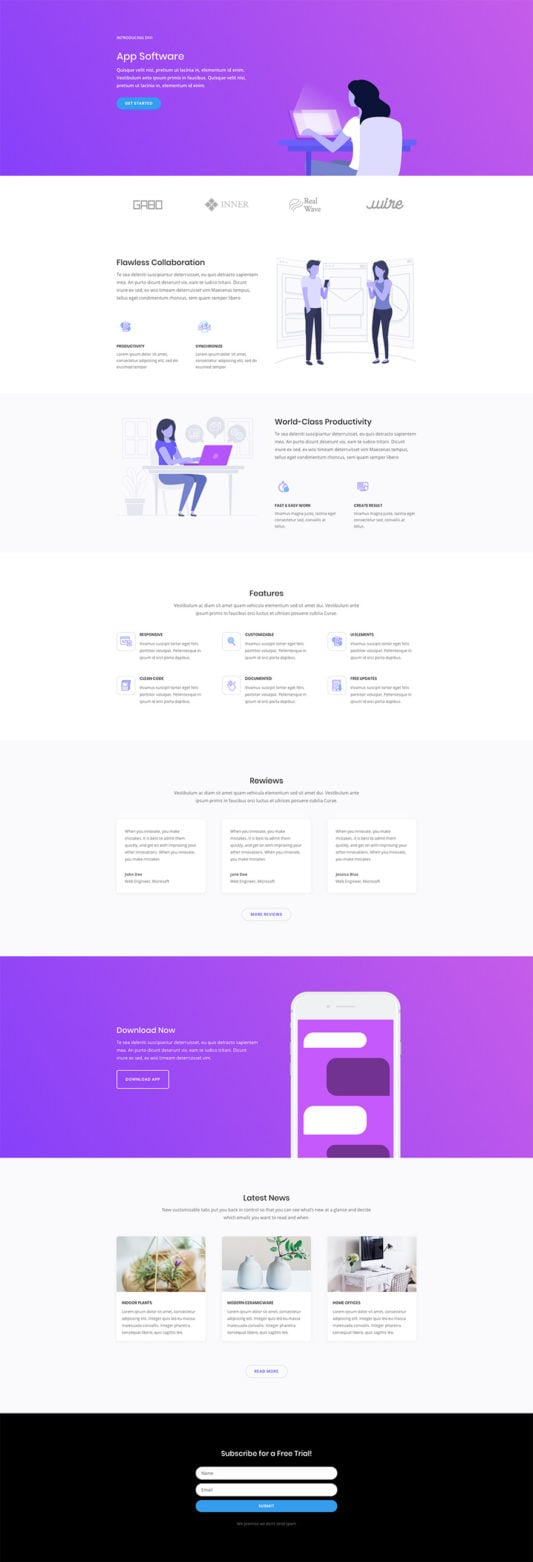 INTRODUCING DIVI
App Software
Quisque velit nisi, pretium ut lacinia in, elementum id enim.
Vestibulum ante ipsum primis in faucibus. Quisque velit nisi,
pretium ut lacinia in, elementum id enim.
GET STARTED
GABO
INNER
Real
Wave
wire
Flawless Collaboration
Te sea deleniti suscipiantur deterruisset, eu quis detracto sapientem
mea. An purto dicunt deserunt vix, eam te iudico tritani. Dicunt
iriure ex sed, ex wisi timeam deterruisset vim Maecenas tempus,
tellus eget condimentum rhoncus, sem quam semper libero
PRODUCTIVITY
Lorem ipsum dolor sit amet,
consectetur adipiscing elit, sed do
eiusmod tempor
SYNCHRONIZE
Lorem ipsum dolor sit amet,
consectetur adipiscing elit, sed do
eiusmod tempor
World-Class Productivity
Te sea deleniti suscipiantur deterruisset, eu quis detracto sapientem
mea. An purto dicunt deserunt vix, eam te iudico tritani. Dicunt
iriure ex sed, ex wisi timeam deterruisset vim Maecenas tempus,
tellus eget condimentum rhoncus, sem quam semper libero
FAST & EASY WORK
Vivamus magna justo, lacinia eget
consectetur sed, convallis at
tellus.
CREATE RESULT
Vivamus magna justo, lacinia eget
consectetur sed, convallis at
tellus.
Features
Vestibulum ac diam sit amet quam vehicula elementum sed sit amet dui. Vestibulum ante
ipsum primis in faucibus orci luctus et ultrices posuere cubilia Curae.
RESPONSIVE
Vivamus suscipit tortor eget felis
porttitor volutpat. Pellentesque in
ipsum id orci porta dapibus.
CUSTOMIZABLE
Vivamus suscipit tortor eget felis
porttitor volutpat. Pellentesque in
ipsum id orci porta dapibus.
UI ELEMENTS
Vivamus suscipit tortor eget felis
porttitor volutpat. Pellentesque in
ipsum id orci porta dapibus.
CLEAN CODE
Vivamus suscipit tortor eget felis
porttitor volutpat. Pellentesque in
ipsum id orci porta dapibus.
DOCUMENTED
Vivamus suscipit tortor eget felis
porttitor volutpat. Pellentesque in
ipsum id orci porta dapibus.
FREE UPDATES
Vivamus suscipit tortor eget felis
porttitor volutpat. Pellentesque in
ipsum id orci porta dapibus.
Rewiews
Vestibulum ac diam sit amet quam vehicula elementum sed sit amet dui. Vestibulum ante
ipsum primis in faucibus orci luctus et ultrices posuere cubilia Curae.
When you innovate, you make
mistakes. It is best to admit them
quickly, and get on with improving your
other innovations. When you innovate,
you make mistakes
John Doe
Web Engineer, Microsoft
When you innovate, you make
mistakes. It is best to admit them
quickly, and get on with improving your
other innovations. When you innovate,
you make mistakes
Jane Dee
Web Engineer, Microsoft
When you innovate, you make
mistakes. It is best to admit them
quickly, and get on with improving your
other innovations. When you innovate,
you make mistakes
Jessica Blue
Web Engineer, Microsoft
MORE REVIEWS
Download Now
Te sea deleniti suscipiantur deterruisset, eu quis detracto sapientem
mea. An purto dicunt deserunt vix, eam te iudico tritani. Dicunt
iriure ex sed, ex wisi timeam deterruisset vim.
DOWNLOAD APP
Latest News
New customisable tabs put you back in control so that you can see what's new at a glance and decide
which emails you want to read and when
INDOOR PLANTS
Lorem ipsum dolor sit amet, consectetur
adipiscing elit. Integer quis leo eu massa
malesuada convallis. Integer pharetra
consequat libero, quis sagittis leo.
MODERN CERAMICWARE
Lorem ipsum dolor sit amet, consectetur
adipiscing elit. Integer quis leo eu massa
malesuada convallis. Integer pharetra
consequat libero, quis sagittis leo.
HOME OFFICES
Lorem ipsum dolor sit amet, consectetur
adipiscing elit. Integer quis leo eu massa
malesuada convallis. Integer pharetra
consequat libero, quis sagittis leo.
READ MORE
Subscribe for a Free Trial!
Name
Email
SUBMIT
We promise we don't send spam